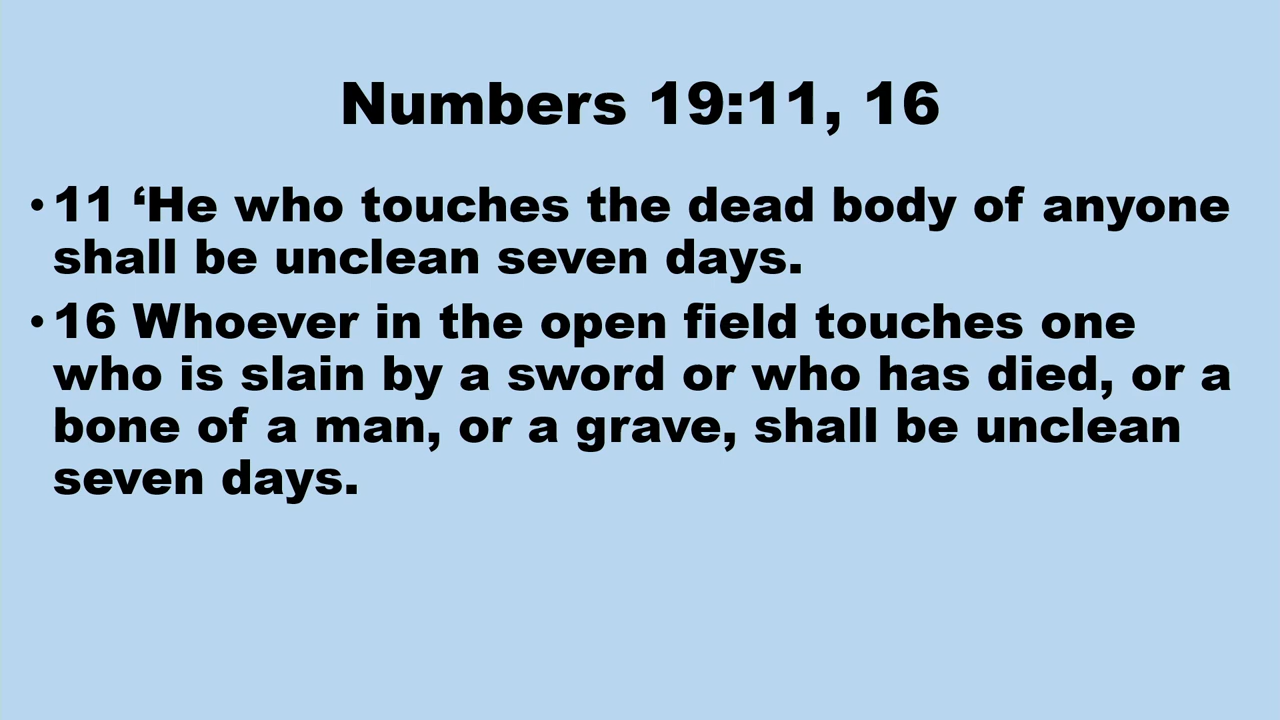 Numbers 19:11, 16
• 11 ‘He who touches the dead body of anyone
shall be unclean seven days.
• 16 Whoever in the open field touches one
who is slain by a sword or who has died, or a
bone of a man, or a grave, shall be unclean
seven days.